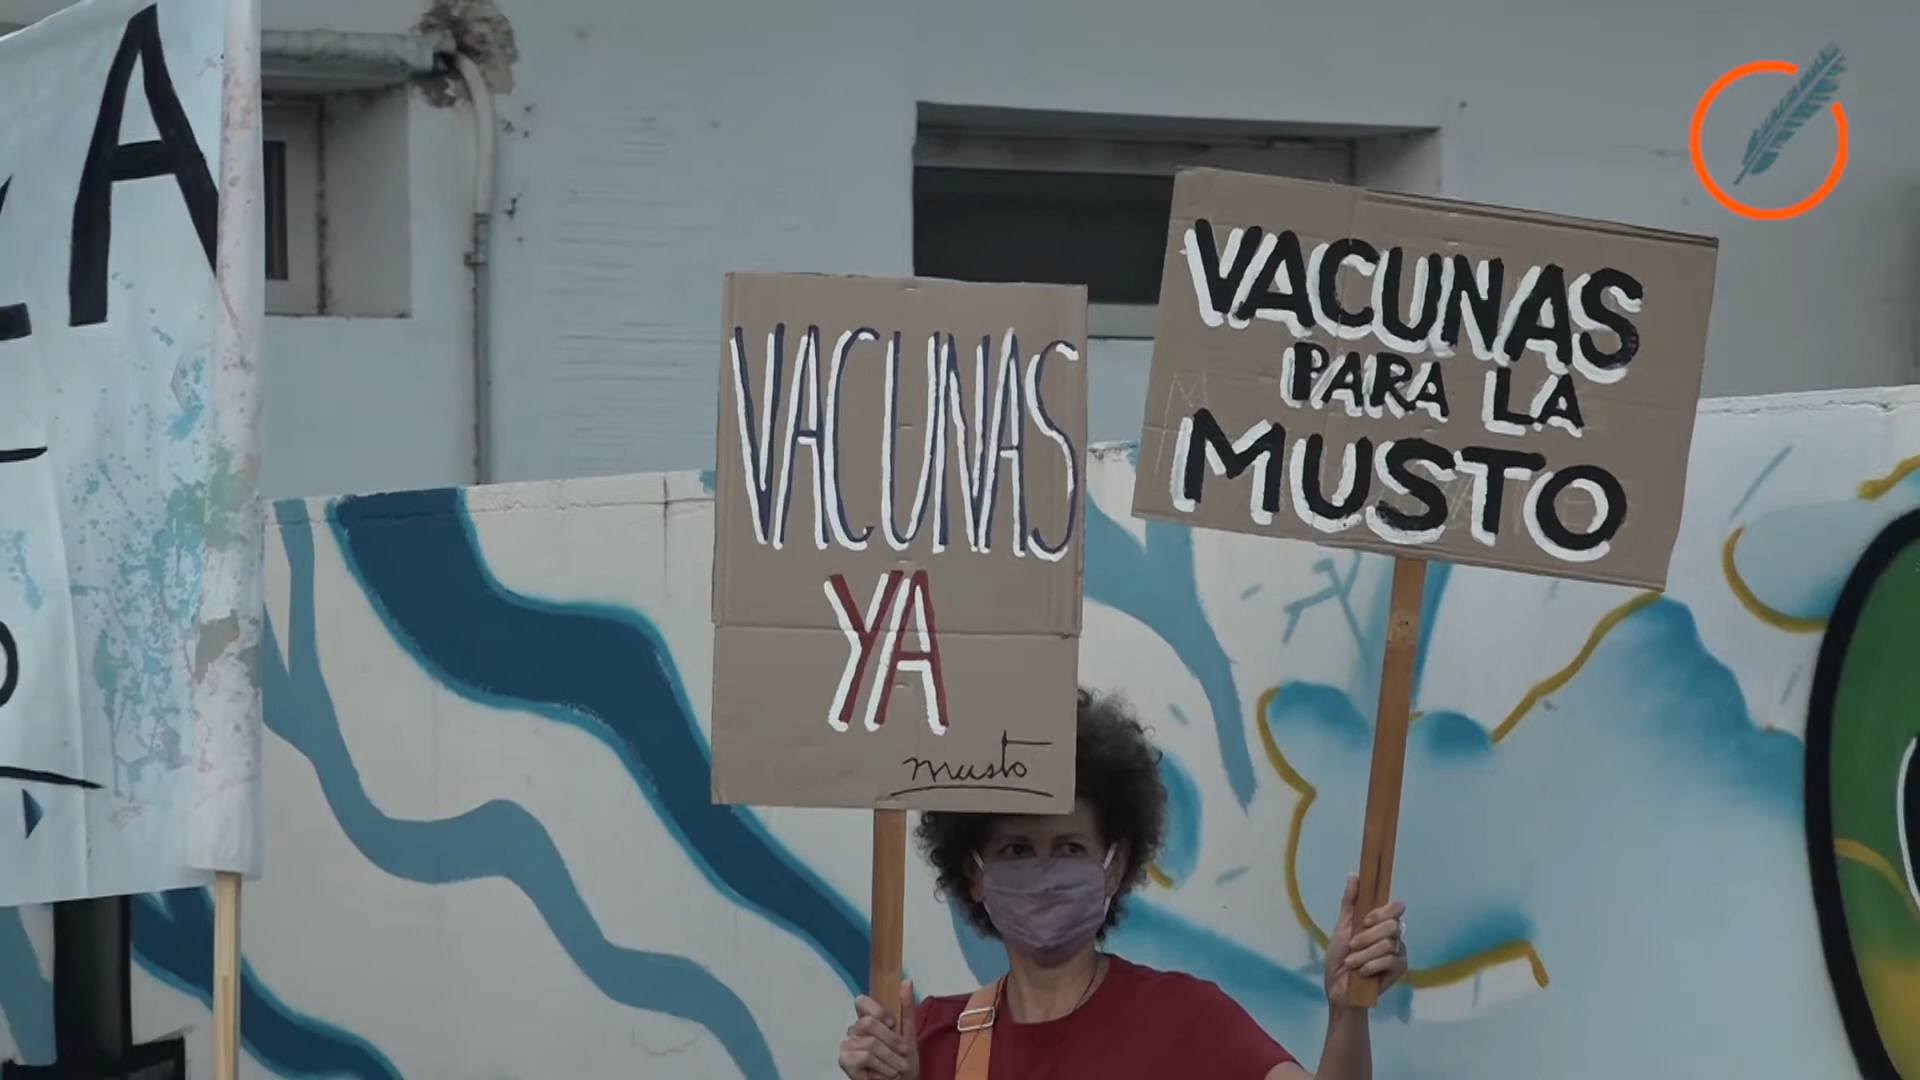 A
VACUNAS
YA
musto
VACUNAS
PARA LA
MUSTO